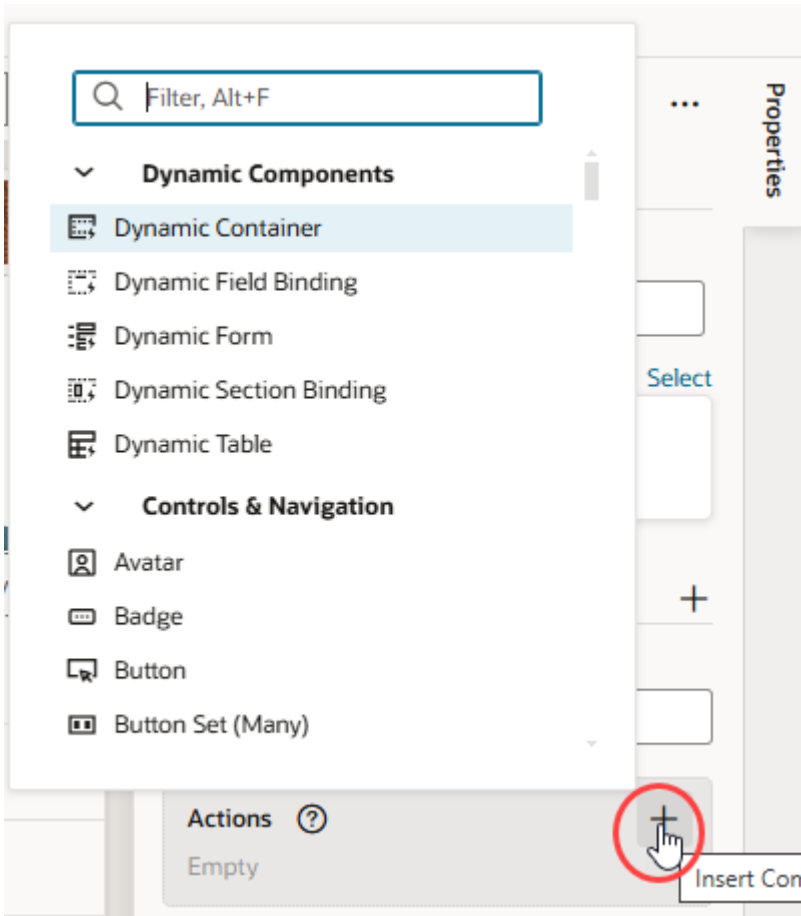 Filter, Alt+F
Dynamic Components
Dynamic Container
Dynamic Field Binding
Dynamic Form
Dynamic Section Binding
Dynamic Table
Controls & Navigation
Avatar
Badge
Button
Button Set (Many)
Properties
Select
Actions
Empty
Insert